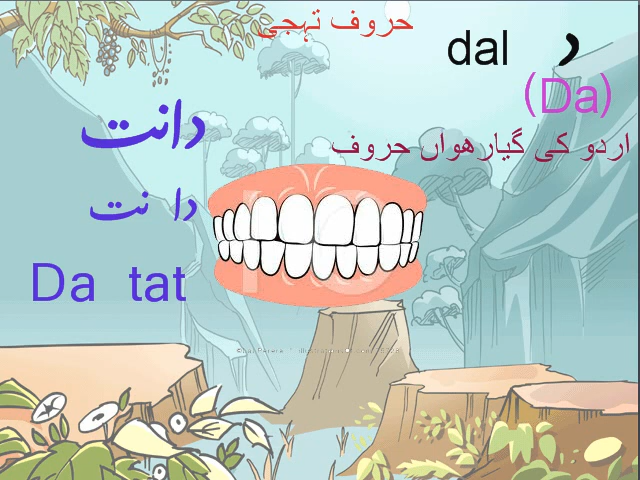 حروف تہجی
dal د
(Da)
اردو کی گیارھواں حروف
دانت
دا نت
Da tat